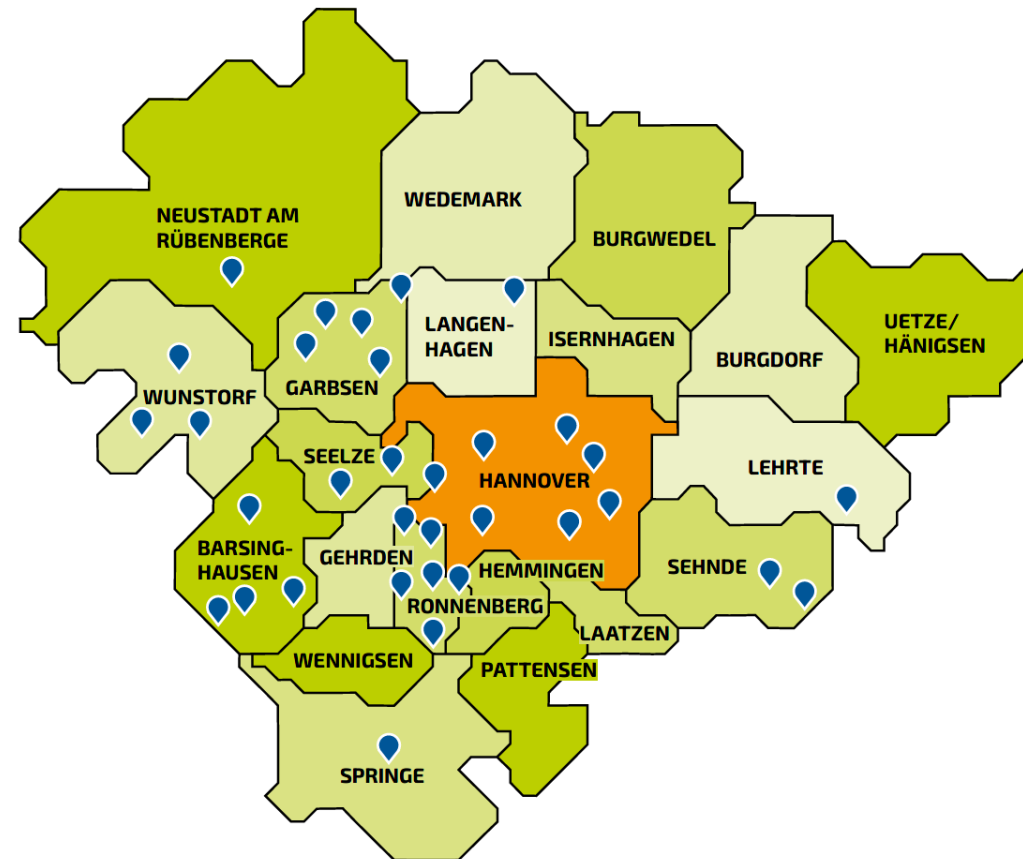 NEUSTADT AM
RÜBENBERGE
WEDEMARK
BURGWEDEL
LANGEN-
HAGEN
ISERNHAGEN
BURGDORF
UETZE/
HÄNIGSEN
WUNSTORF
GARBSEN
SEELZE
HANNOVER
LEHRTE
BARSING-
HAUSEN
GEHRDEN
HEMMINGEN
SEHNDE
RONNENBERG
LAATZEN
WENNIGSEN
PATTENSEN
SPRINGE